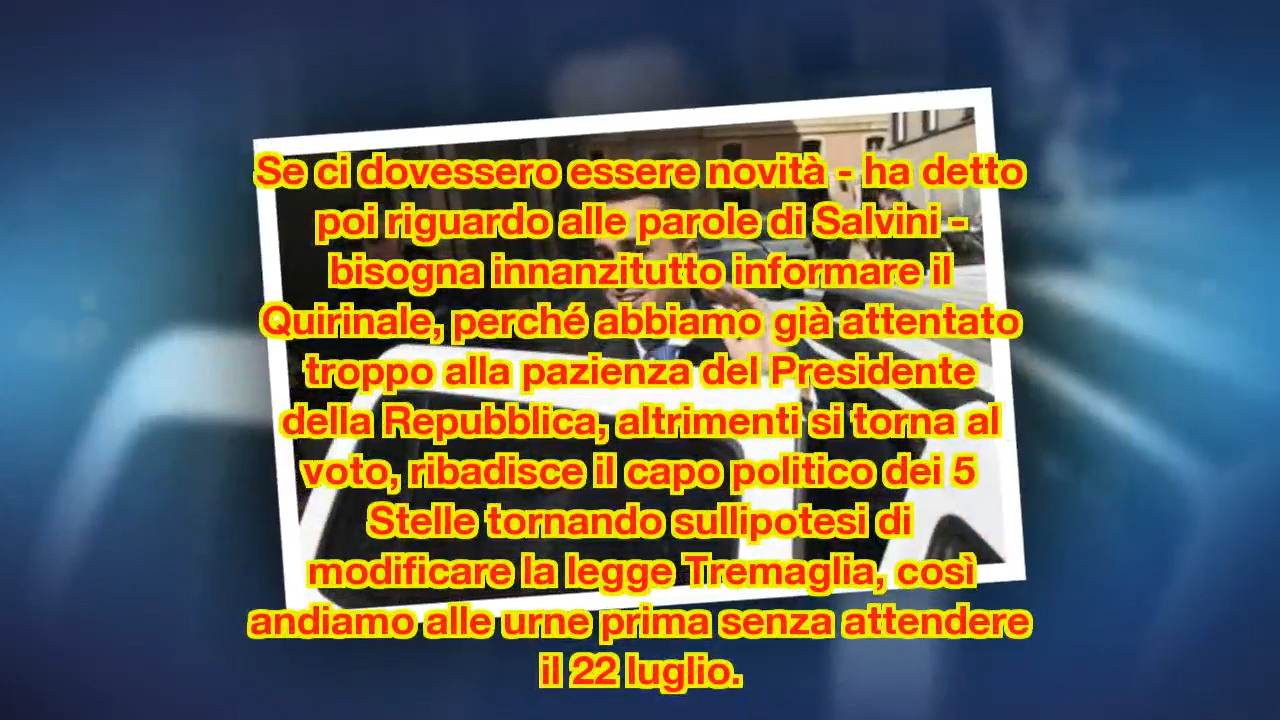 Se ci dovessero essere novità - ha detto
poi riguardo alle parole di Salvini -
bisogna innanzitutto informare il
Quirinale, perché abbiamo già attentato
troppo alla pazienza del Presidente
della Repubblica, altrimenti si torna al
voto, ribadisce il capo politico dei 5
Stelle tornando sullipotesi di
modificare la legge Tremaglia, così
andiamo alle urne prima senza attendere
il 22 luglio.